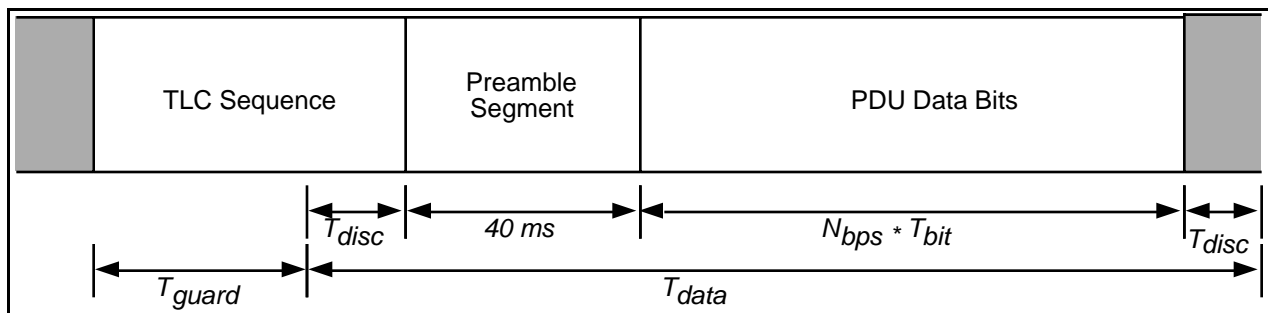 TLC Sequence
Preamble
Segment
PDU Data Bits
Tdisc
40 ms
Nbps * Tbit
Tdisc
Tguard
Tdata